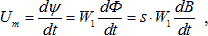 U_m = dψ/dt = W_1 dΦ/dt = s · W_1 dB/dt ,